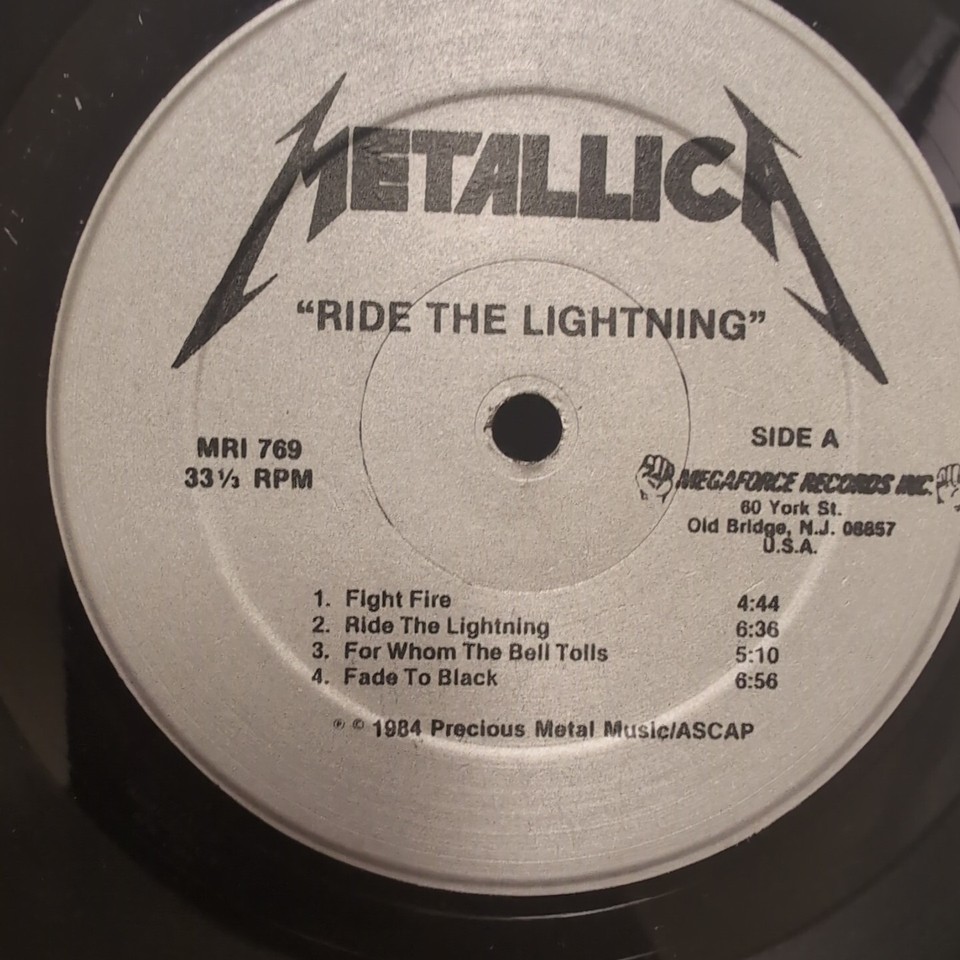 METALLICA
“RIDE THE LIGHTNING”
MRI 769
33⅓ RPM
SIDE A
MEGAFORCE RECORDS INC.
60 York St.
Old Bridge, N.J. 08857
U.S.A.
1. Fight Fire 4:44
2. Ride The Lightning 6:36
3. For Whom The Bell Tolls 5:10
4. Fade To Black 6:56
℗ © 1984 Precious Metal Music/ASCAP